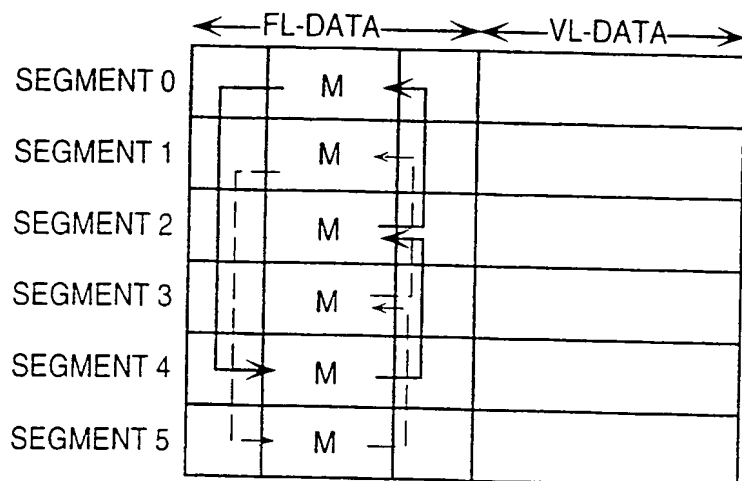 FL-DATA VL-DATA
SEGMENT 0 M
SEGMENT 1 M
SEGMENT 2 M
SEGMENT 3 M
SEGMENT 4 M
SEGMENT 5 M